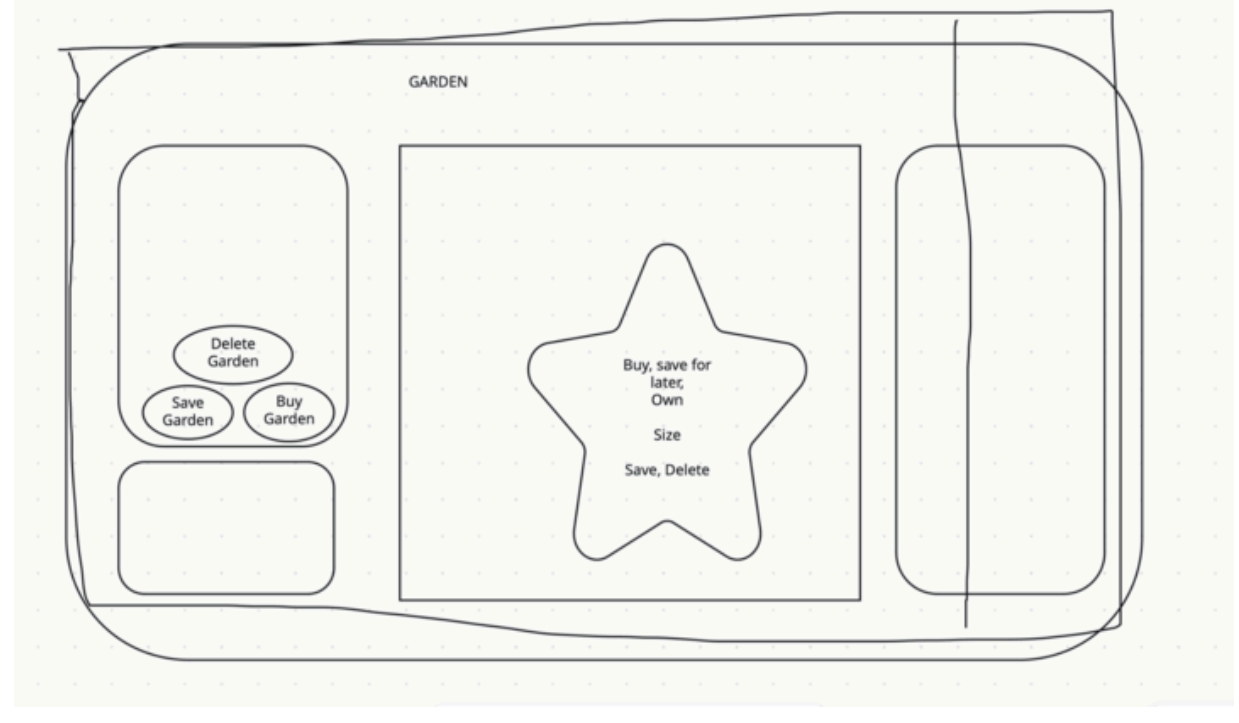 GARDEN
Delete
Garden
Save
Garden
Buy
Garden
Buy, save for
later,
Own
Size
Save, Delete